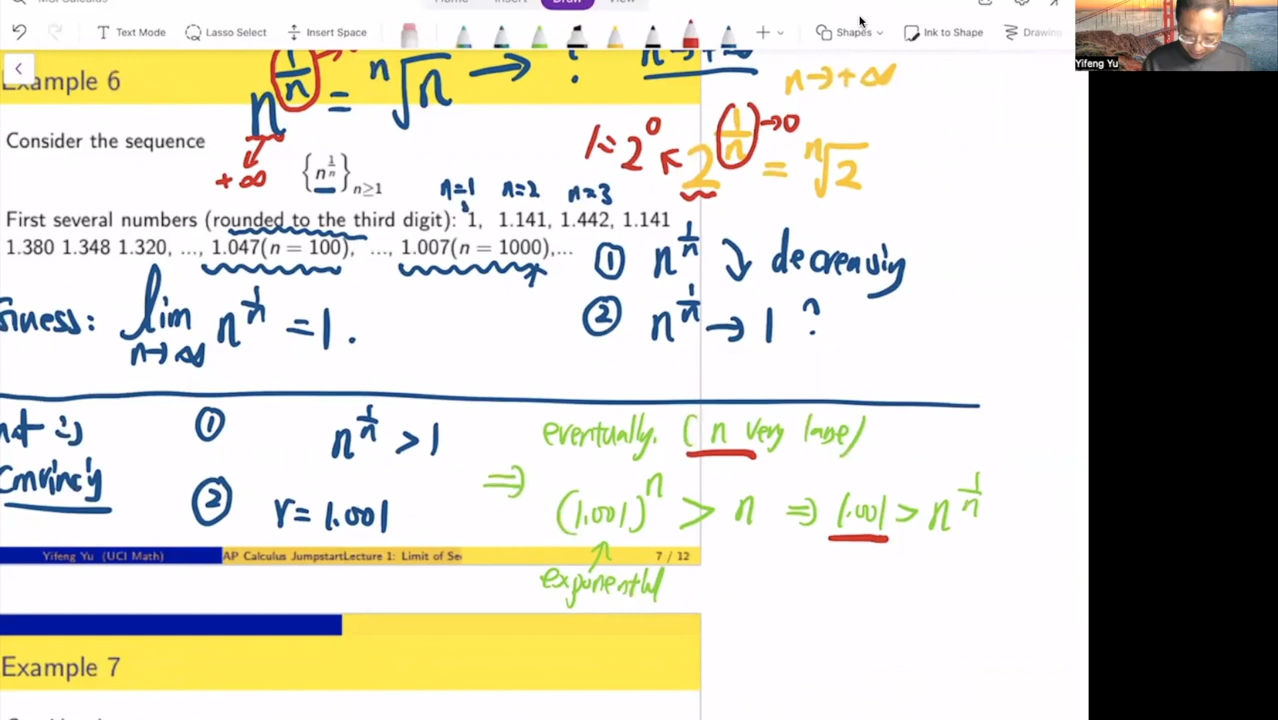 Text Mode Lasso Select Insert Space Shapes Ink to Shape Drawing
Yifeng Yu
Example 6
n^{1/n} = ⁿ√n → ?
n→+∞
n→+∞
+∞
1 = 2^0 ← 2^{1/n} →0 = ⁿ√2
Consider the sequence
{n^{1/n}}_{n≥1}
n=1 n=2 n=3
First several numbers (rounded to the third digit): 1, 1.141, 1.442, 1.141
1.380 1.348 1.320, ..., 1.047(n = 100), ..., 1.007(n = 1000),...
① n^{1/n} ↘ decreasing
② n^{1/n} → 1 ?
lim n→∞ n^{1/n} = 1.
① n^{1/n} > 1
② r = 1.001
eventually. (n very large)
⇒ (1.001)^n > n ⇒ 1.001 > n^{1/n}
exponential
Yifeng Yu (UCI Math) AP Calculus JumpstartLecture 1: Limit of Se 7 / 12
Example 7